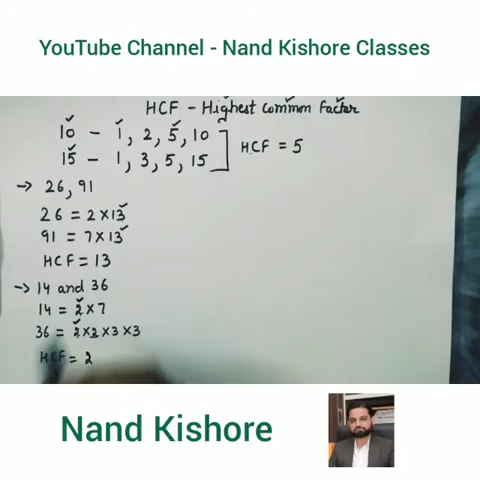 YouTube Channel - Nand Kishore Classes
HCF - Highest Common Factor
10 - 1, 2, 5, 10
15 - 1, 3, 5, 15
HCF = 5
→ 26, 91
26 = 2 × 13
91 = 7 × 13
HCF = 13
→ 14 and 36
14 = 2 × 7
36 = 2 × 2 × 3 × 3
HCF = 2
Nand Kishore